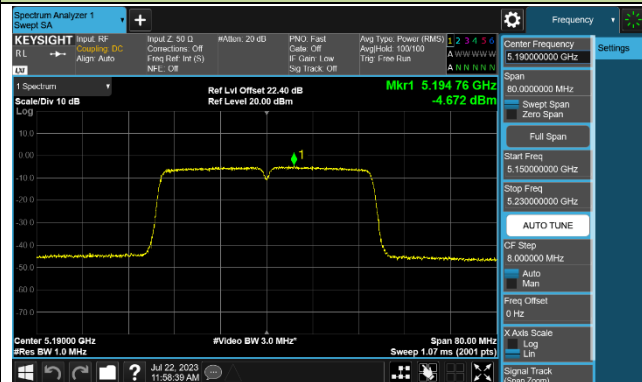 Spectrum Analyzer 1
Swept SA
Frequency
KEYSIGHT
RL
LXI
Input: RF
Coupling: DC
Align: Auto
Input Z: 50 Ω
Corrections: Off
Freq Ref: Int (S)
NFE: Off
#Atten: 20 dB
PNO: Fast
Gate: Off
IF Gain: Low
Sig Track: Off
Avg Type: Power (RMS)
Avg|Hold: 100/100
Trig: Free Run
1 2 3 4 5 6
A W W W W W
A N N N N N
1 Spectrum
Scale/Div 10 dB
Log
Ref Lvl Offset 22.40 dB
Ref Level 20.00 dBm
Mkr1 5.194 76 GHz
-4.672 dBm
10.0
0.00
-10.0
-20.0
-30.0
-40.0
-50.0
-60.0
-70.0
1
Center 5.19000 GHz
#Res BW 1.0 MHz
#Video BW 3.0 MHz*
Span 80.00 MHz
Sweep 1.07 ms (2001 pts)
Center Frequency
5.190000000 GHz
Settings
Span
80.0000000 MHz
Swept Span
Zero Span
Full Span
Start Freq
5.150000000 GHz
Stop Freq
5.230000000 GHz
AUTO TUNE
CF Step
8.000000 MHz
Auto
Man
Freq Offset
0 Hz
X Axis Scale
Log
Lin
Signal Track
(Span Zoom)
?
Jul 22, 2023
11:58:39 AM